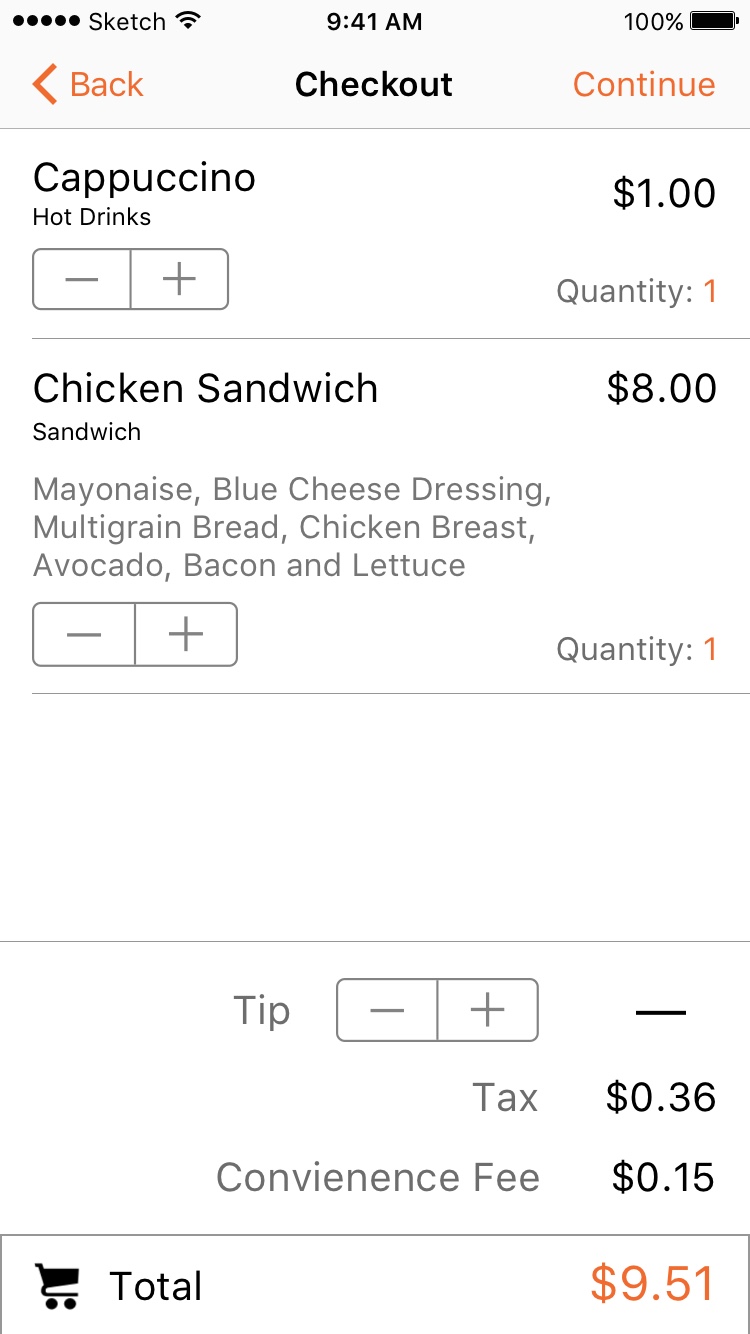 Sketch 9:41 AM 100%
Back Checkout Continue
Cappuccino
$1.00
Hot Drinks
Quantity: 1
Chicken Sandwich $8.00
Sandwich
Mayonaise, Blue Cheese Dressing,
Multigrain Bread, Chicken Breast,
Avocado, Bacon and Lettuce
Quantity: 1
Tip —
Tax $0.36
Convienence Fee $0.15
Total $9.51